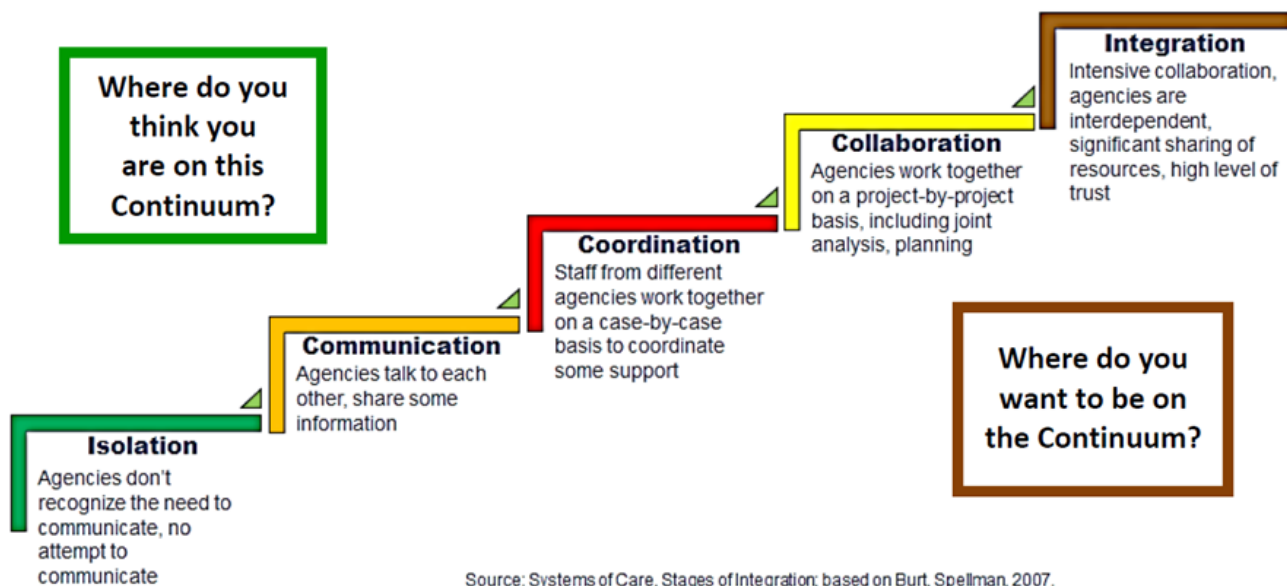 Where do you
think you
are on this
Continuum?
Isolation
Agencies don't
recognize the need to
communicate, no
attempt to
communicate
Communication
Agencies talk to each
other, share some
information
Coordination
Staff from different
agencies work together
on a case-by-case
basis to coordinate
some support
Collaboration
Agencies work together
on a project-by-project
basis, including joint
analysis, planning
Integration
Intensive collaboration,
agencies are
interdependent,
significant sharing of
resources, high level of
trust
Where do you
want to be on
the Continuum?
Source: Systems of Care, Stages of Integration: based on Burt, Spellman, 2007.